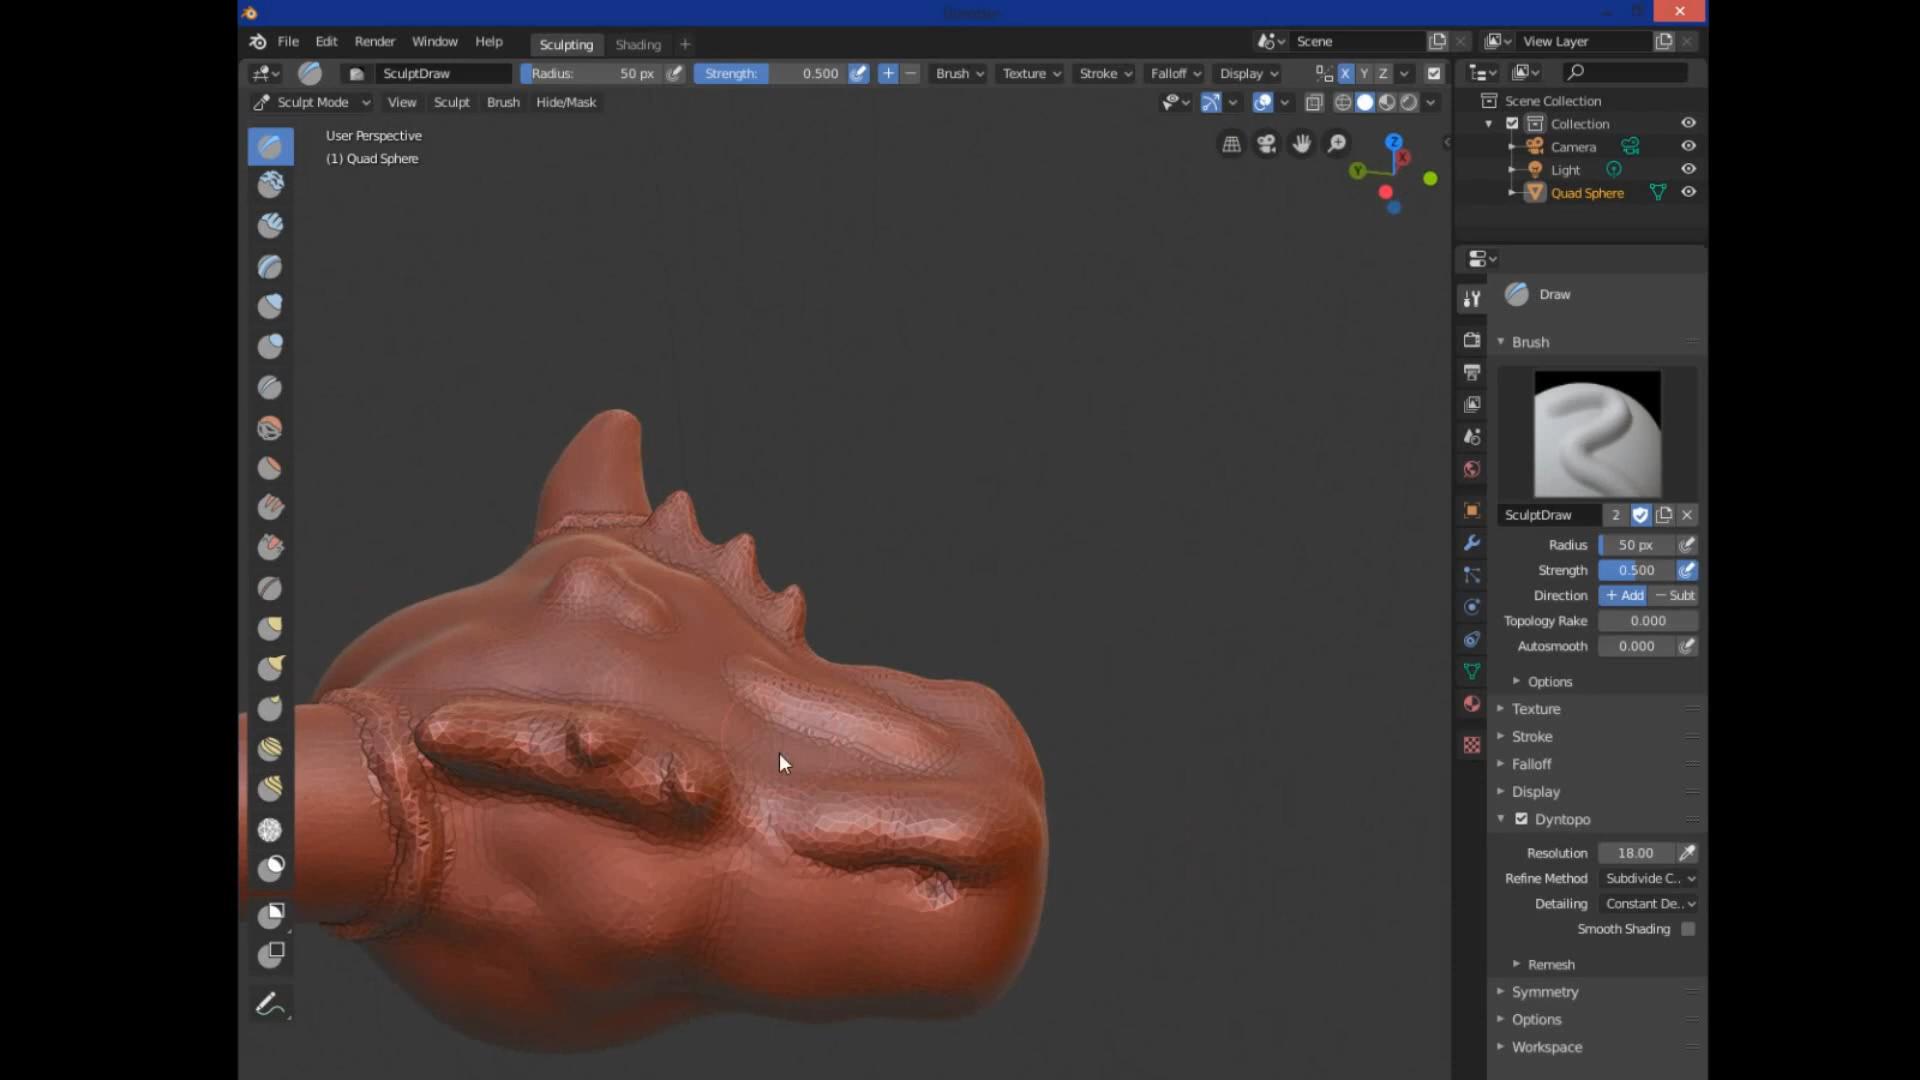 Blender
File Edit Render Window Help Sculpting Shading + Scene View Layer
SculptDraw Radius: 50 px Strength: 0.500 + − Brush Texture Stroke Falloff Display X Y Z
Sculpt Mode View Sculpt Brush Hide/Mask
User Perspective
(1) Quad Sphere
Z
X
Y
Scene Collection
Collection
Camera
Light
Quad Sphere
Draw
Brush
SculptDraw 2
Radius 50 px
Strength 0.500
Direction + Add − Subt
Topology Rake 0.000
Autosmooth 0.000
Options
Texture
Stroke
Falloff
Display
Dyntopo
Resolution 18.00
Refine Method Subdivide C..
Detailing Constant De..
Smooth Shading
Remesh
Symmetry
Options
Workspace